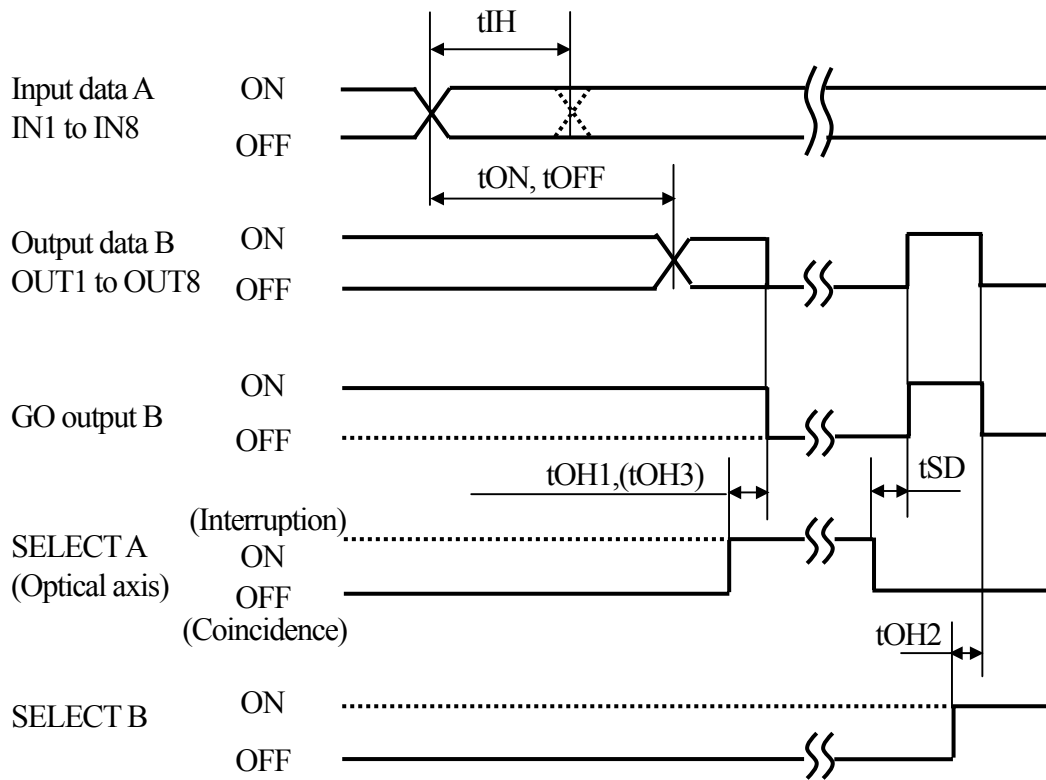 tIH
Input data A
IN1 to IN8
ON
OFF
tON, tOFF
Output data B
OUT1 to OUT8
ON
OFF
GO output B
ON
OFF
tOH1,(tOH3)
tSD
SELECT A
(Optical axis)
(Interruption)
ON
OFF
(Coincidence)
tOH2
SELECT B
ON
OFF